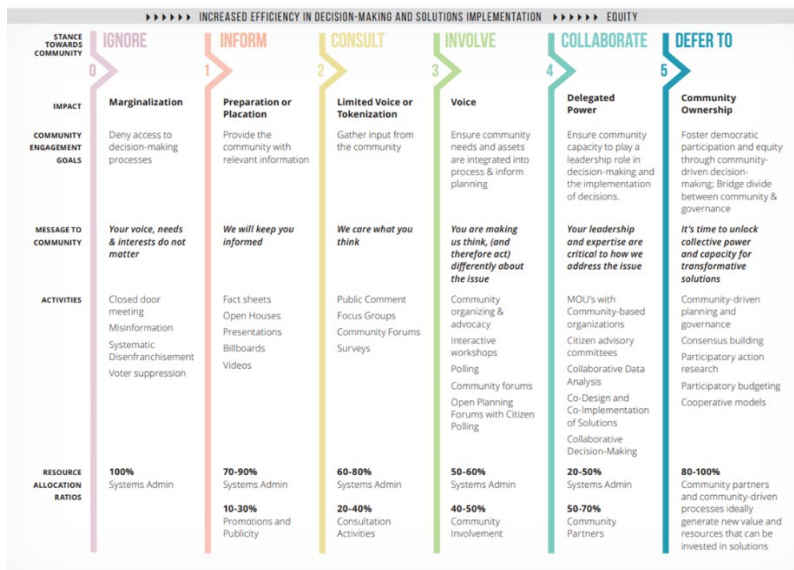 INCREASED EFFICIENCY IN DECISION-MAKING AND SOLUTIONS IMPLEMENTATION EQUITY
STANCE
TOWARDS
COMMUNITY
IGNORE
0
INFORM
1
CONSULT
2
INVOLVE
3
COLLABORATE
4
DEFER TO
5
IMPACT
Marginalization
Preparation or
Placation
Limited Voice or
Tokenization
Voice
Delegated
Power
Community
Ownership
COMMUNITY
ENGAGEMENT
GOALS
Deny access to
decision-making
processes
Provide the
community with
relevant information
Gather input from
the community
Ensure community
needs and assets
are integrated into
process & inform
planning
Ensure community
capacity to play a
leadership role in
decision-making and
the implementation
of decisions.
Foster democratic
participation and equity
through community-
driven decision-
making; Bridge divide
between community &
governance
MESSAGE TO
COMMUNITY
Your voice, needs
& interests do not
matter
We will keep you
informed
We care what you
think
You are making
us think, (and
therefore act)
differently about
the issue
Your leadership
and expertise are
critical to how we
address the issue
It's time to unlock
collective power
and capacity for
transformative
solutions
ACTIVITIES
Closed door
meeting
Misinformation
Systematic
Disenfranchisement
Voter suppression
Fact sheets
Open Houses
Presentations
Billboards
Videos
Public Comment
Focus Groups
Community Forums
Surveys
Community
organizing &
advocacy
Interactive
workshops
Polling
Community forums
Open Planning
Forums with Citizen
Polling
MOU's with
Community-based
organizations
Citizen advisory
committees
Collaborative Data
Analysis
Co-Design and
Co-Implementation
of Solutions
Collaborative
Decision-Making
Community-driven
planning and
governance
Consensus building
Participatory action
research
Participatory budgeting
Cooperative models
RESOURCE
ALLOCATION
RATIOS
100%
Systems Admin
70-90%
Systems Admin
10-30%
Promotions and
Publicity
60-80%
Systems Admin
20-40%
Consultation
Activities
50-60%
Systems Admin
40-50%
Community
Involvement
20-50%
Systems Admin
50-70%
Community
Partners
80-100%
Community partners
and community-driven
processes ideally
generate new value and
resources that can be
invested in solutions